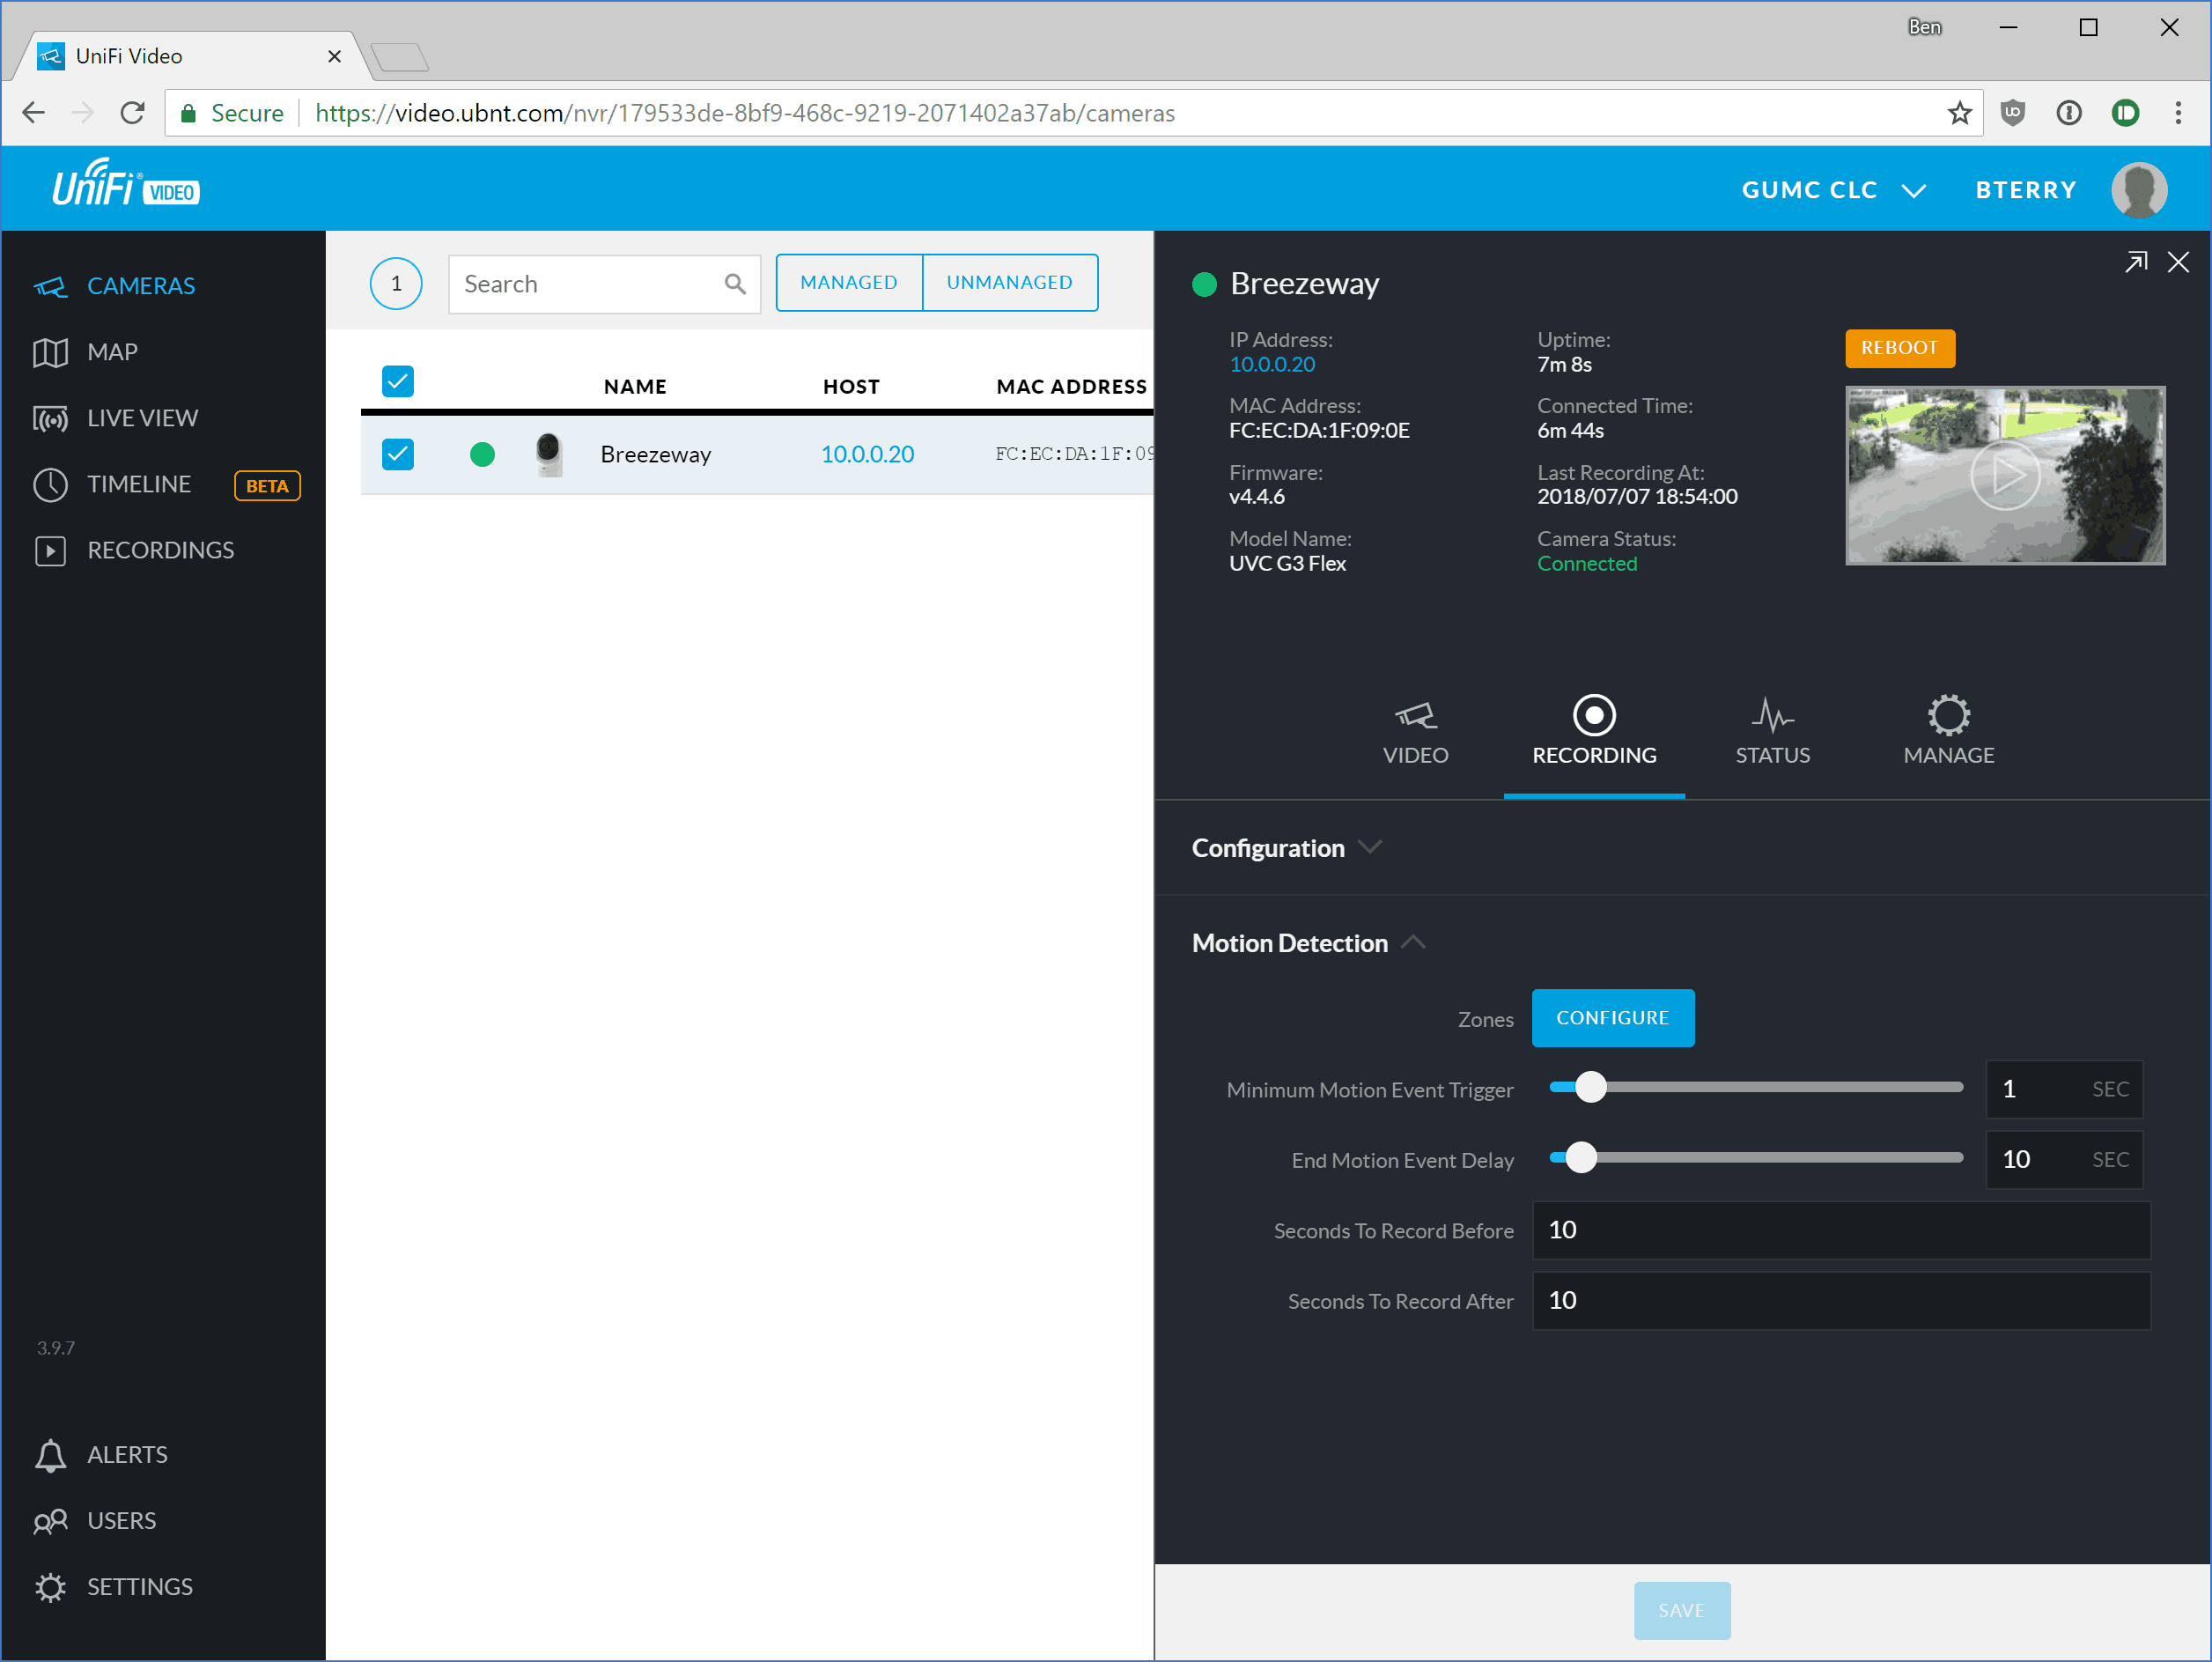 Ben
UniFi Video
Secure
https://video.ubnt.com/nvr/179533de-8bf9-468c-9219-2071402a37ab/cameras
UniFi® VIDEO
GUMC CLC
BTERRY
CAMERAS
MAP
LIVE VIEW
TIMELINE BETA
RECORDINGS
3.9.7
ALERTS
USERS
SETTINGS
1
Search
MANAGED
UNMANAGED
NAME HOST MAC ADDRESS
Breezeway 10.0.0.20 FC:EC:DA:1F:09
Breezeway
IP Address:
10.0.0.20
MAC Address:
FC:EC:DA:1F:09:0E
Firmware:
v4.4.6
Model Name:
UVC G3 Flex
Uptime:
7m 8s
Connected Time:
6m 44s
Last Recording At:
2018/07/07 18:54:00
Camera Status:
Connected
REBOOT
VIDEO
RECORDING
STATUS
MANAGE
Configuration
Motion Detection
Zones CONFIGURE
Minimum Motion Event Trigger 1 SEC
End Motion Event Delay 10 SEC
Seconds To Record Before 10
Seconds To Record After 10
SAVE